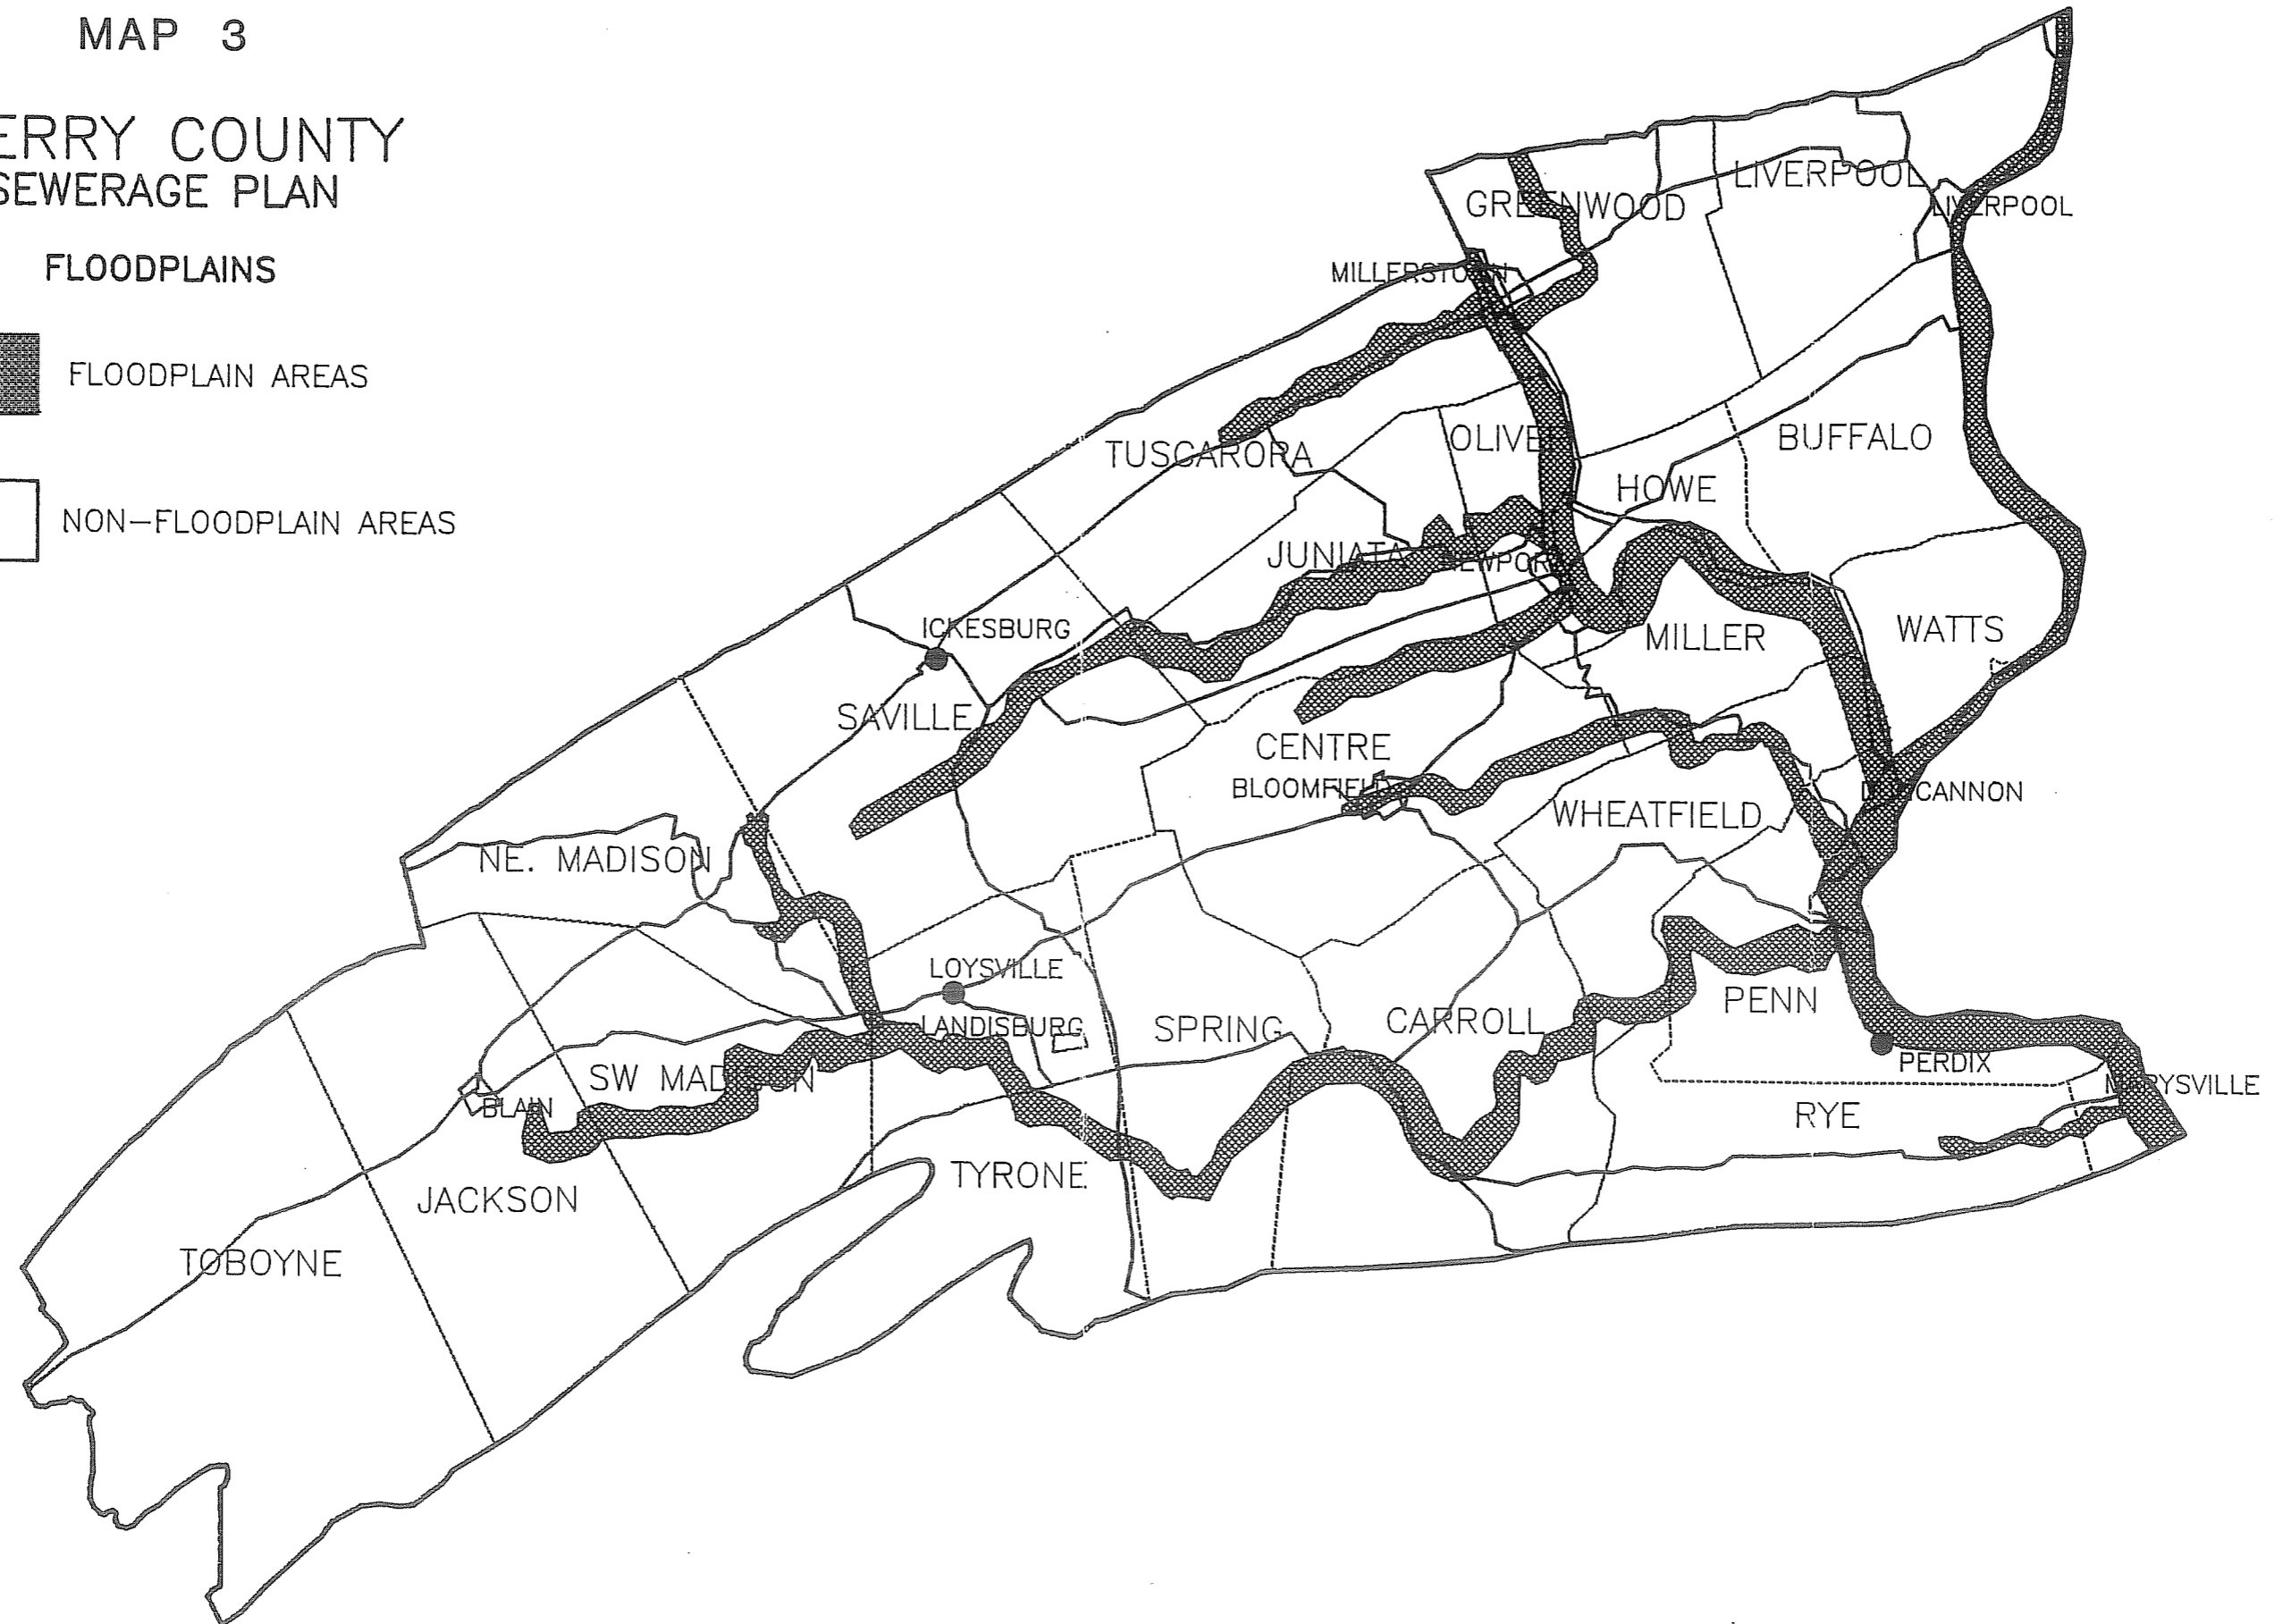 MAP 3
ERRY COUNTY
SEWERAGE PLAN
FLOODPLAINS
FLOODPLAIN AREAS
NON-FLOODPLAIN AREAS
LIVERPOOL
GREENWOOD
LIVERPOOL
MILLERSTOWN
TUSCARORA
OLIVE
BUFFALO
HOWE
JUNIATA
NEWPORT
ICKESBURG
MILLER
WATTS
SAVILLE
CENTRE
BLOOMFIELD
DUNCANNON
WHEATFIELD
NE. MADISON
LOYSVILLE
LANDISBURG
SPRING
CARROLL
PENN
PERDIX
SW MADISON
MARYSVILLE
BLAIN
RYE
TYRONE
JACKSON
TOBOYNE